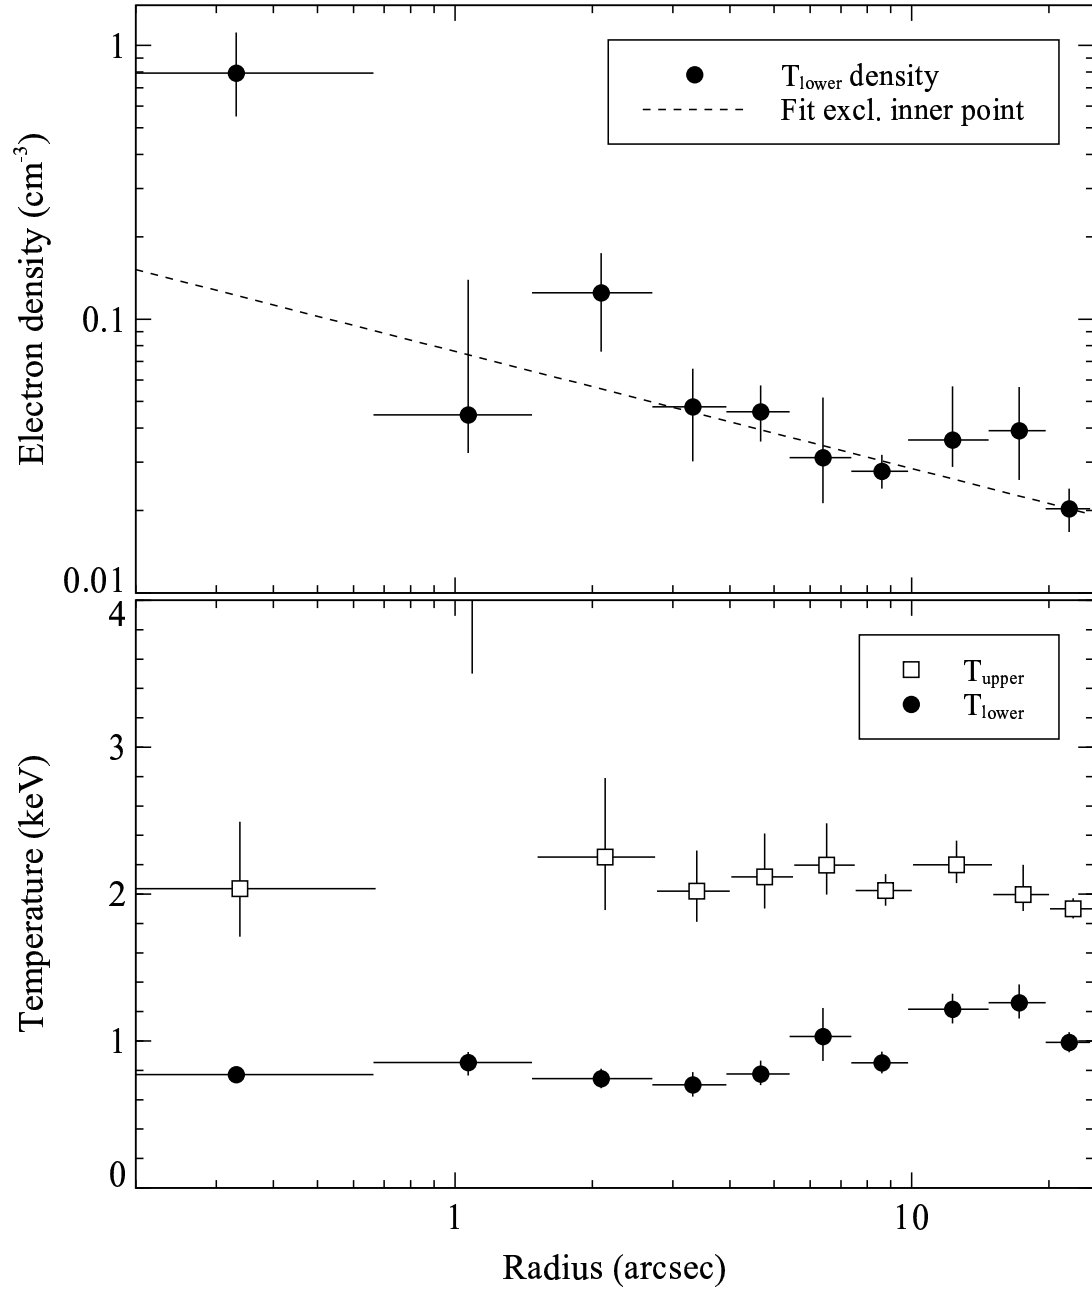 1
T_lower density
Fit excl. inner point
Electron density (cm^-3)
0.1
0.01
4
T_upper
T_lower
3
Temperature (keV)
2
1
0
1 10
Radius (arcsec)